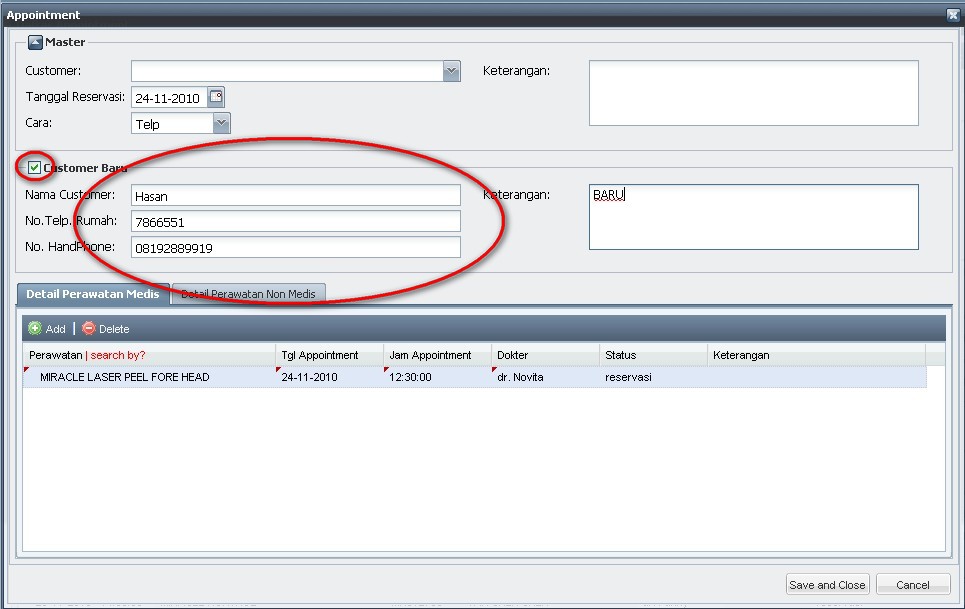 Appointment
Master
Customer:
Keterangan:
Tanggal Reservasi: 24-11-2010
Cara: Telp
Customer Baru
Nama Customer: Hasan
Keterangan: BARU
No.Telp. Rumah: 7866551
No. HandPhone: 08192889919
Detail Perawatan Medis Detail Perawatan Non Medis
Add | Delete
Perawatan | search by? Tgl Appointment Jam Appointment Dokter Status Keterangan
MIRACLE LASER PEEL FORE HEAD 24-11-2010 12:30:00 dr. Novita reservasi
Save and Close Cancel